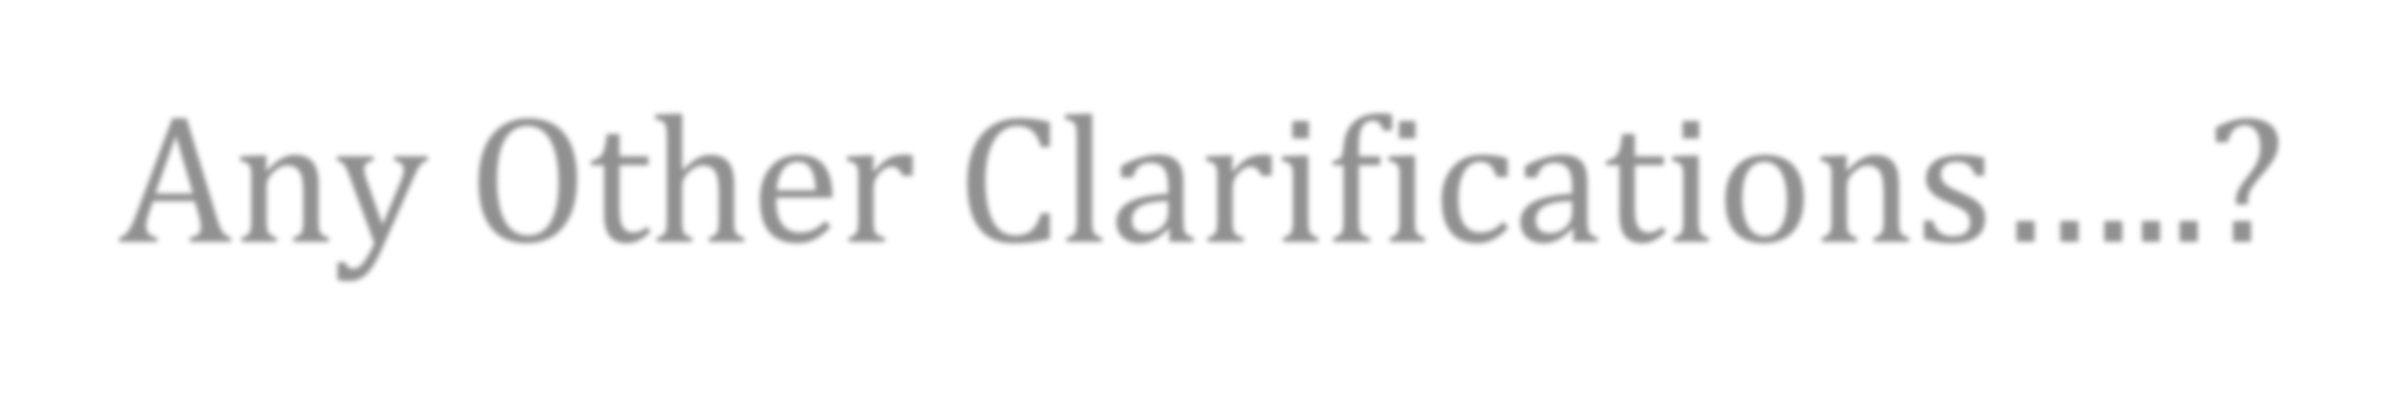 Any Other Clarifications.....?